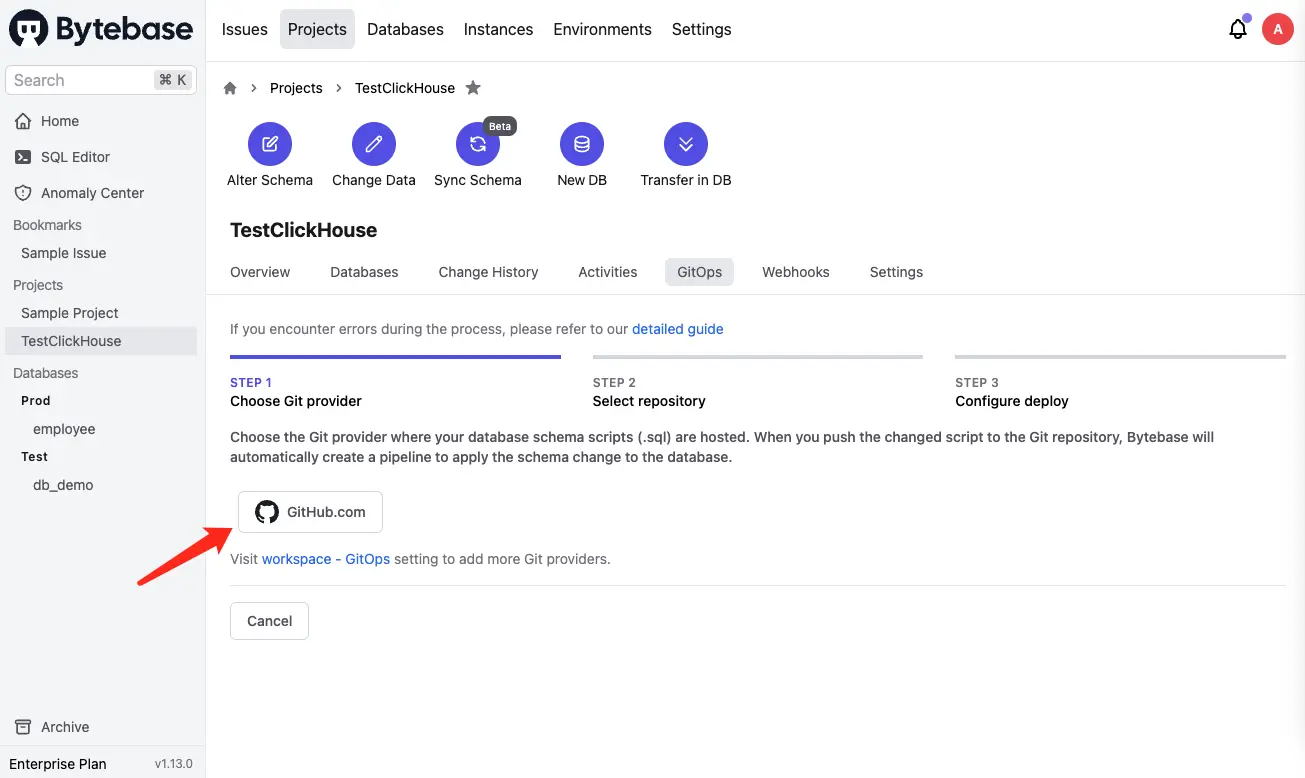 Bytebase
Search ⌘ K
Home
SQL Editor
Anomaly Center
Bookmarks
Sample Issue
Projects
Sample Project
TestClickHouse
Databases
Prod
employee
Test
db_demo
Archive
Enterprise Plan v1.13.0
Issues Projects Databases Instances Environments Settings
A
Projects > TestClickHouse
Beta
Alter Schema Change Data Sync Schema New DB Transfer in DB
TestClickHouse
Overview Databases Change History Activities GitOps Webhooks Settings
If you encounter errors during the process, please refer to our detailed guide
STEP 1 STEP 2 STEP 3
Choose Git provider Select repository Configure deploy
Choose the Git provider where your database schema scripts (.sql) are hosted. When you push the changed script to the Git repository, Bytebase will
automatically create a pipeline to apply the schema change to the database.
GitHub.com
Visit workspace - GitOps setting to add more Git providers.
Cancel